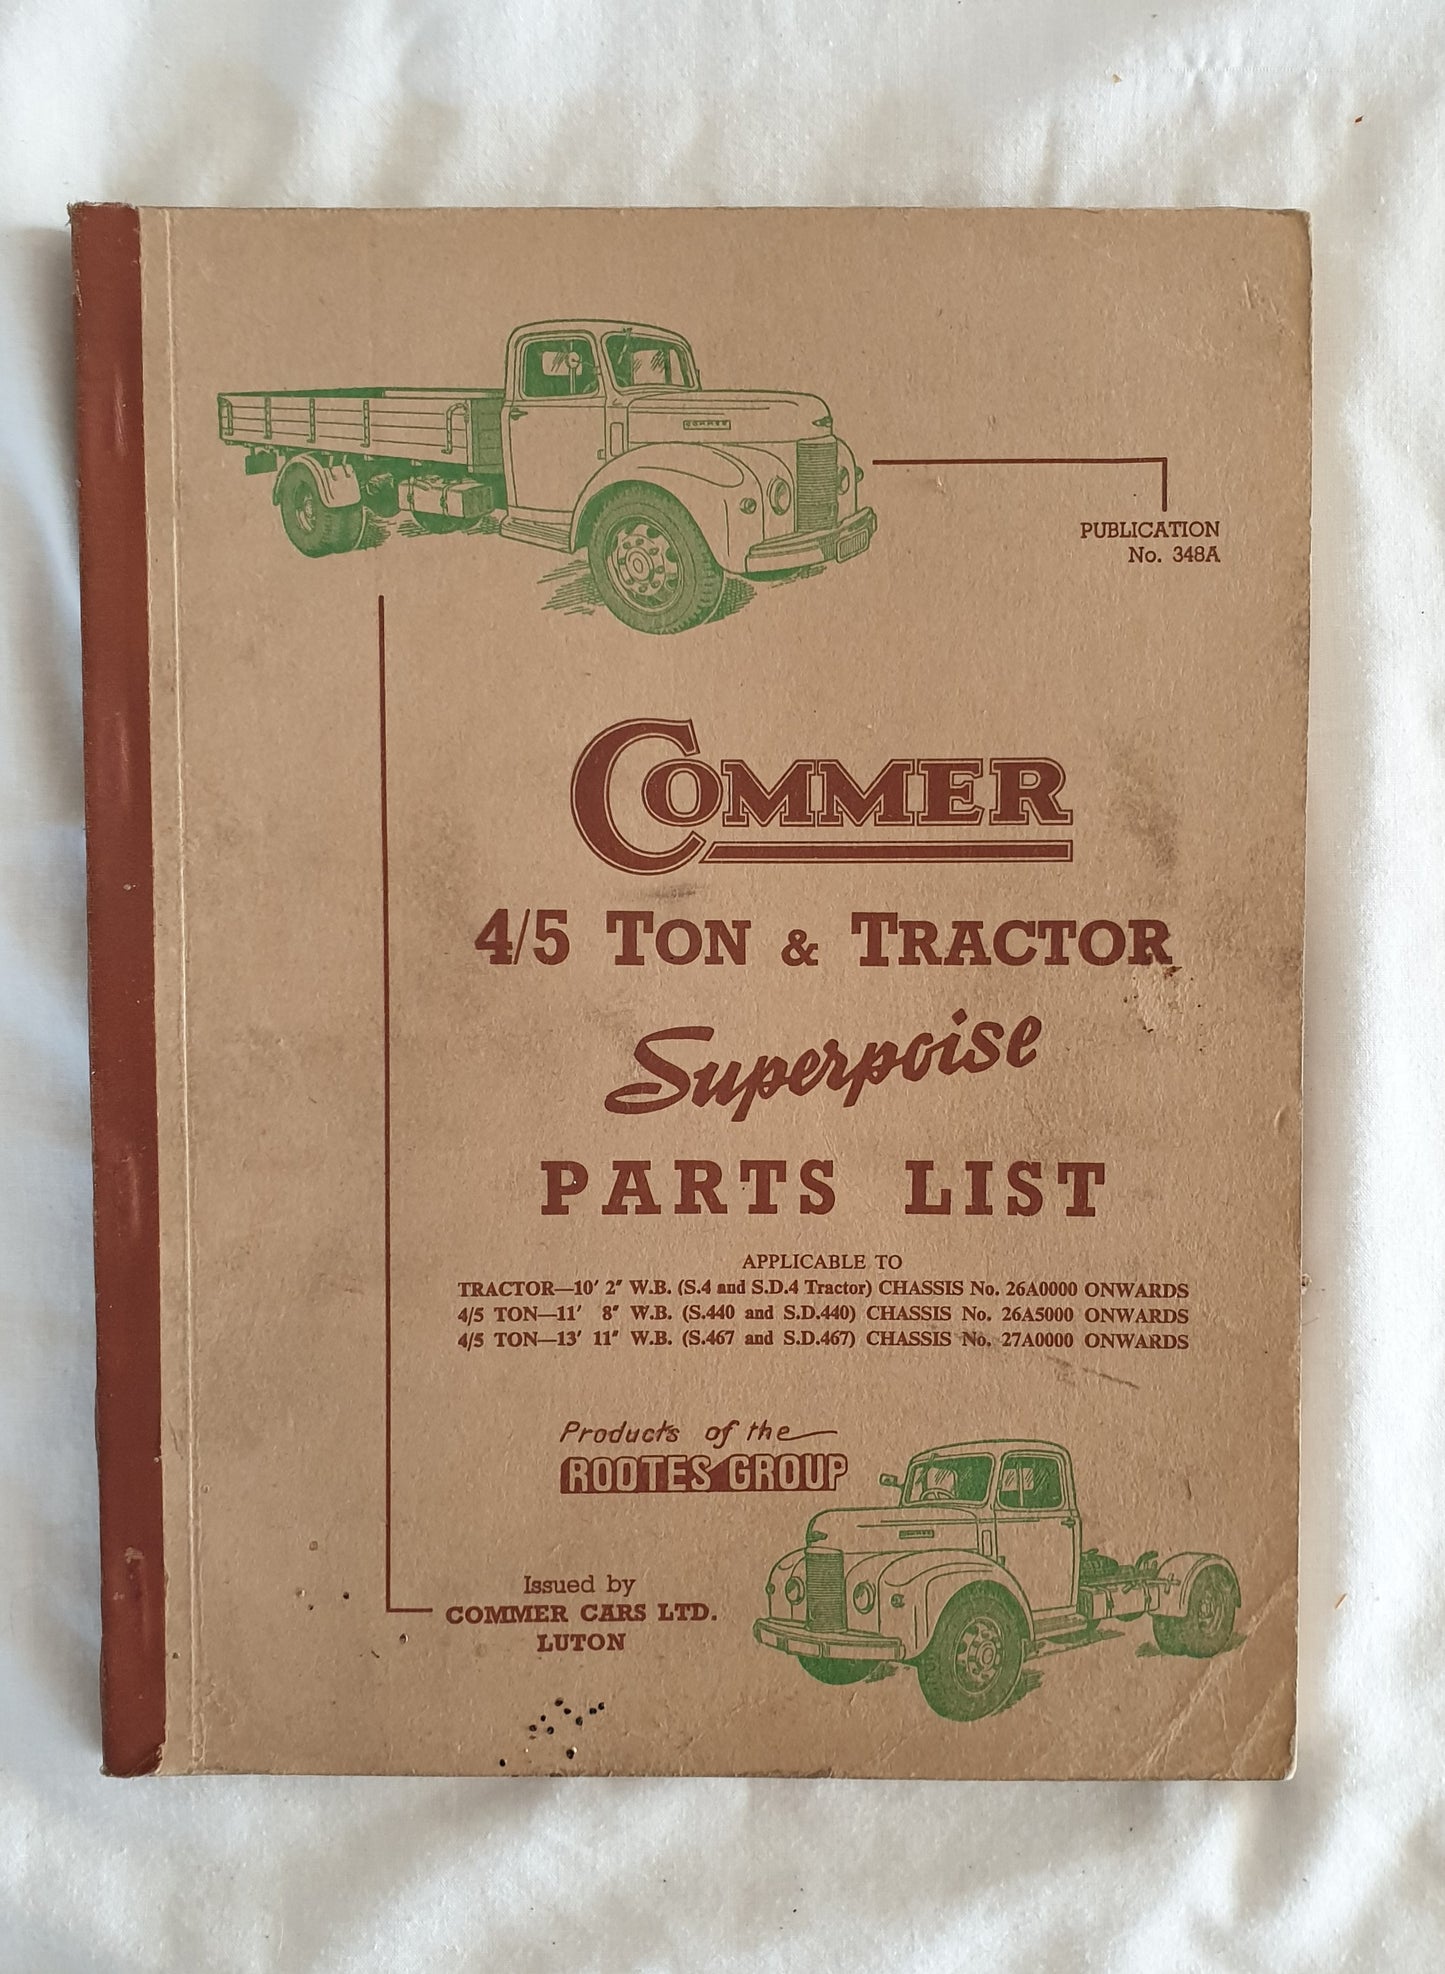 COMMER
PUBLICATION
No. 348A
COMMER
4/5 TON & TRACTOR
Superpoise
PARTS LIST
APPLICABLE TO
TRACTOR—10′ 2″ W.B. (S.4 and S.D.4 Tractor) CHASSIS No. 26A0000 ONWARDS
4/5 TON—11′ 8″ W.B. (S.440 and S.D.440) CHASSIS No. 26A5000 ONWARDS
4/5 TON—13′ 11″ W.B. (S.467 and S.D.467) CHASSIS No. 27A0000 ONWARDS
Products of the
ROOTES GROUP
COMMER
Issued by
COMMER CARS LTD.
LUTON